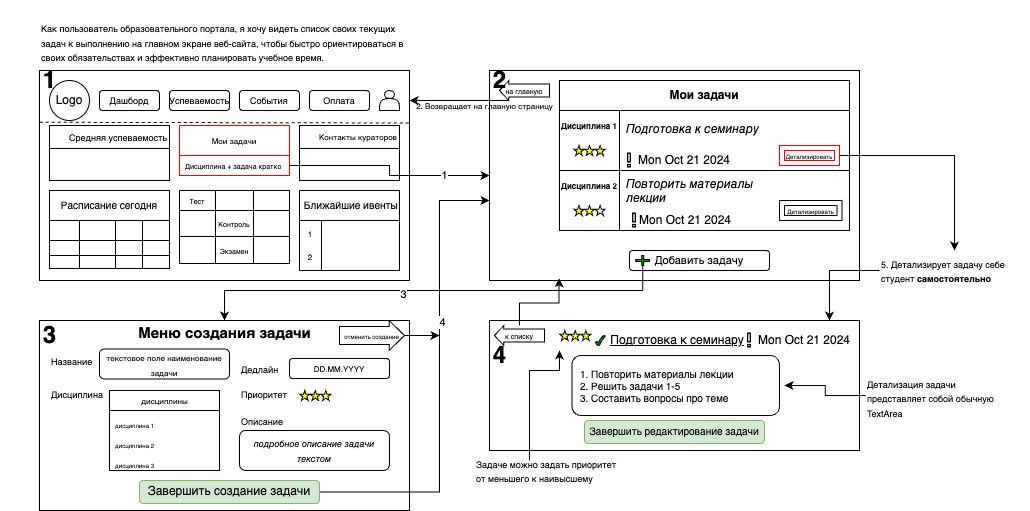 Как пользователь образовательного портала, я хочу видеть список своих текущих
задач к выполнению на главном экране веб-сайта, чтобы быстро ориентироваться в
своих обязательствах и эффективно планировать учебное время.
1
Logo
Дашборд
Успеваемость
События
Оплата
Средняя успеваемость
Мои задачи
Дисциплина + задача кратко
Контакты кураторов
Расписание сегодня
Тест
Контроль
Экзамен
Ближайшие ивенты
1
2
1
2. Возвращает на главную страницу
2
на главную
Мои задачи
Дисциплина 1
Подготовка к семинару
Mon Oct 21 2024
Детализировать
Дисциплина 2
Повторить материалы
лекции
Mon Oct 21 2024
Детализировать
Добавить задачу
5. Детализирует задачу себе
студент самостоятельно
3
4
3
Меню создания задачи
отменить создание
Название
текстовое поле наименование
задачи
Дедлайн
DD.MM.YYYY
Дисциплина
дисциплины
дисциплина 1
дисциплина 2
дисциплина 3
Приоритет
Описание
подробное описание задачи
текстом
Завершить создание задачи
4
к списку
Подготовка к семинару
Mon Oct 21 2024
1. Повторить материалы лекции
2. Решить задачи 1-5
3. Составить вопросы про теме
Завершить редактирование задачи
Детализация задачи
представляет собой обычную
TextArea
Задаче можно задать приоритет
от меньшего к наивысшему